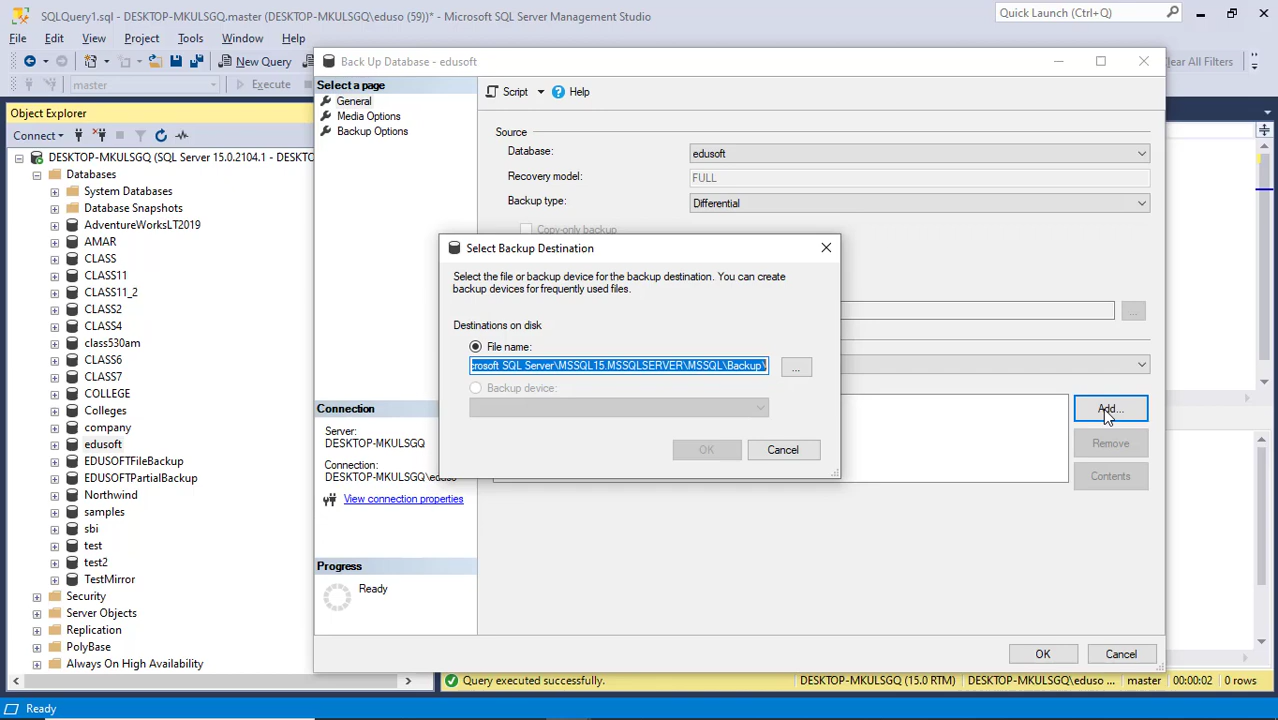 SQLQuery1.sql - DESKTOP-MKULSGQ.master (DESKTOP-MKULSGQ\eduso (59))* - Microsoft SQL Server Management Studio
Quick Launch (Ctrl+Q)
File Edit View Project Tools Window Help
New Query
master
Execute
Clear All Filters
Object Explorer
Connect
DESKTOP-MKULSGQ (SQL Server 15.0.2104.1 - DESKTO
Databases
System Databases
Database Snapshots
AdventureWorksLT2019
AMAR
CLASS
CLASS11
CLASS11_2
CLASS2
CLASS4
class530am
CLASS6
CLASS7
COLLEGE
Colleges
company
edusoft
EDUSOFTFileBackup
EDUSOFTPartialBackup
Northwind
samples
sbi
test
test2
TestMirror
Security
Server Objects
Replication
PolyBase
Always On High Availability
Back Up Database - edusoft
Select a page
General
Media Options
Backup Options
Connection
Server:
DESKTOP-MKULSGQ
Connection:
DESKTOP-MKULSGQ\eduso
View connection properties
Progress
Ready
Script Help
Source
Database: edusoft
Recovery model: FULL
Backup type: Differential
Copy-only backup
...
Add...
Remove
Contents
OK Cancel
Select Backup Destination
Select the file or backup device for the backup destination. You can create
backup devices for frequently used files.
Destinations on disk
File name:
crosoft SQL Server\MSSQL15.MSSQLSERVER\MSSQL\Backup\
...
Backup device:
OK Cancel
Query executed successfully.
DESKTOP-MKULSGQ (15.0 RTM) DESKTOP-MKULSGQ\eduso ... master 00:00:02 0 rows
Ready